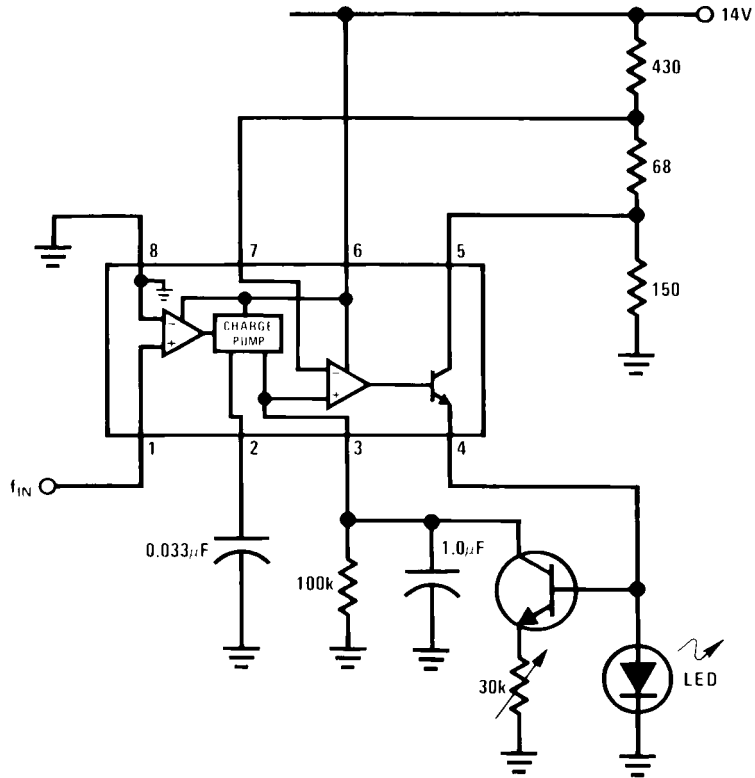 14V
430
68
8 7 6 5
150
−
+
CHARGE
PUMP
−
+
1 2 3 4
fIN
0.033μF
100k
1.0μF
30k
LED